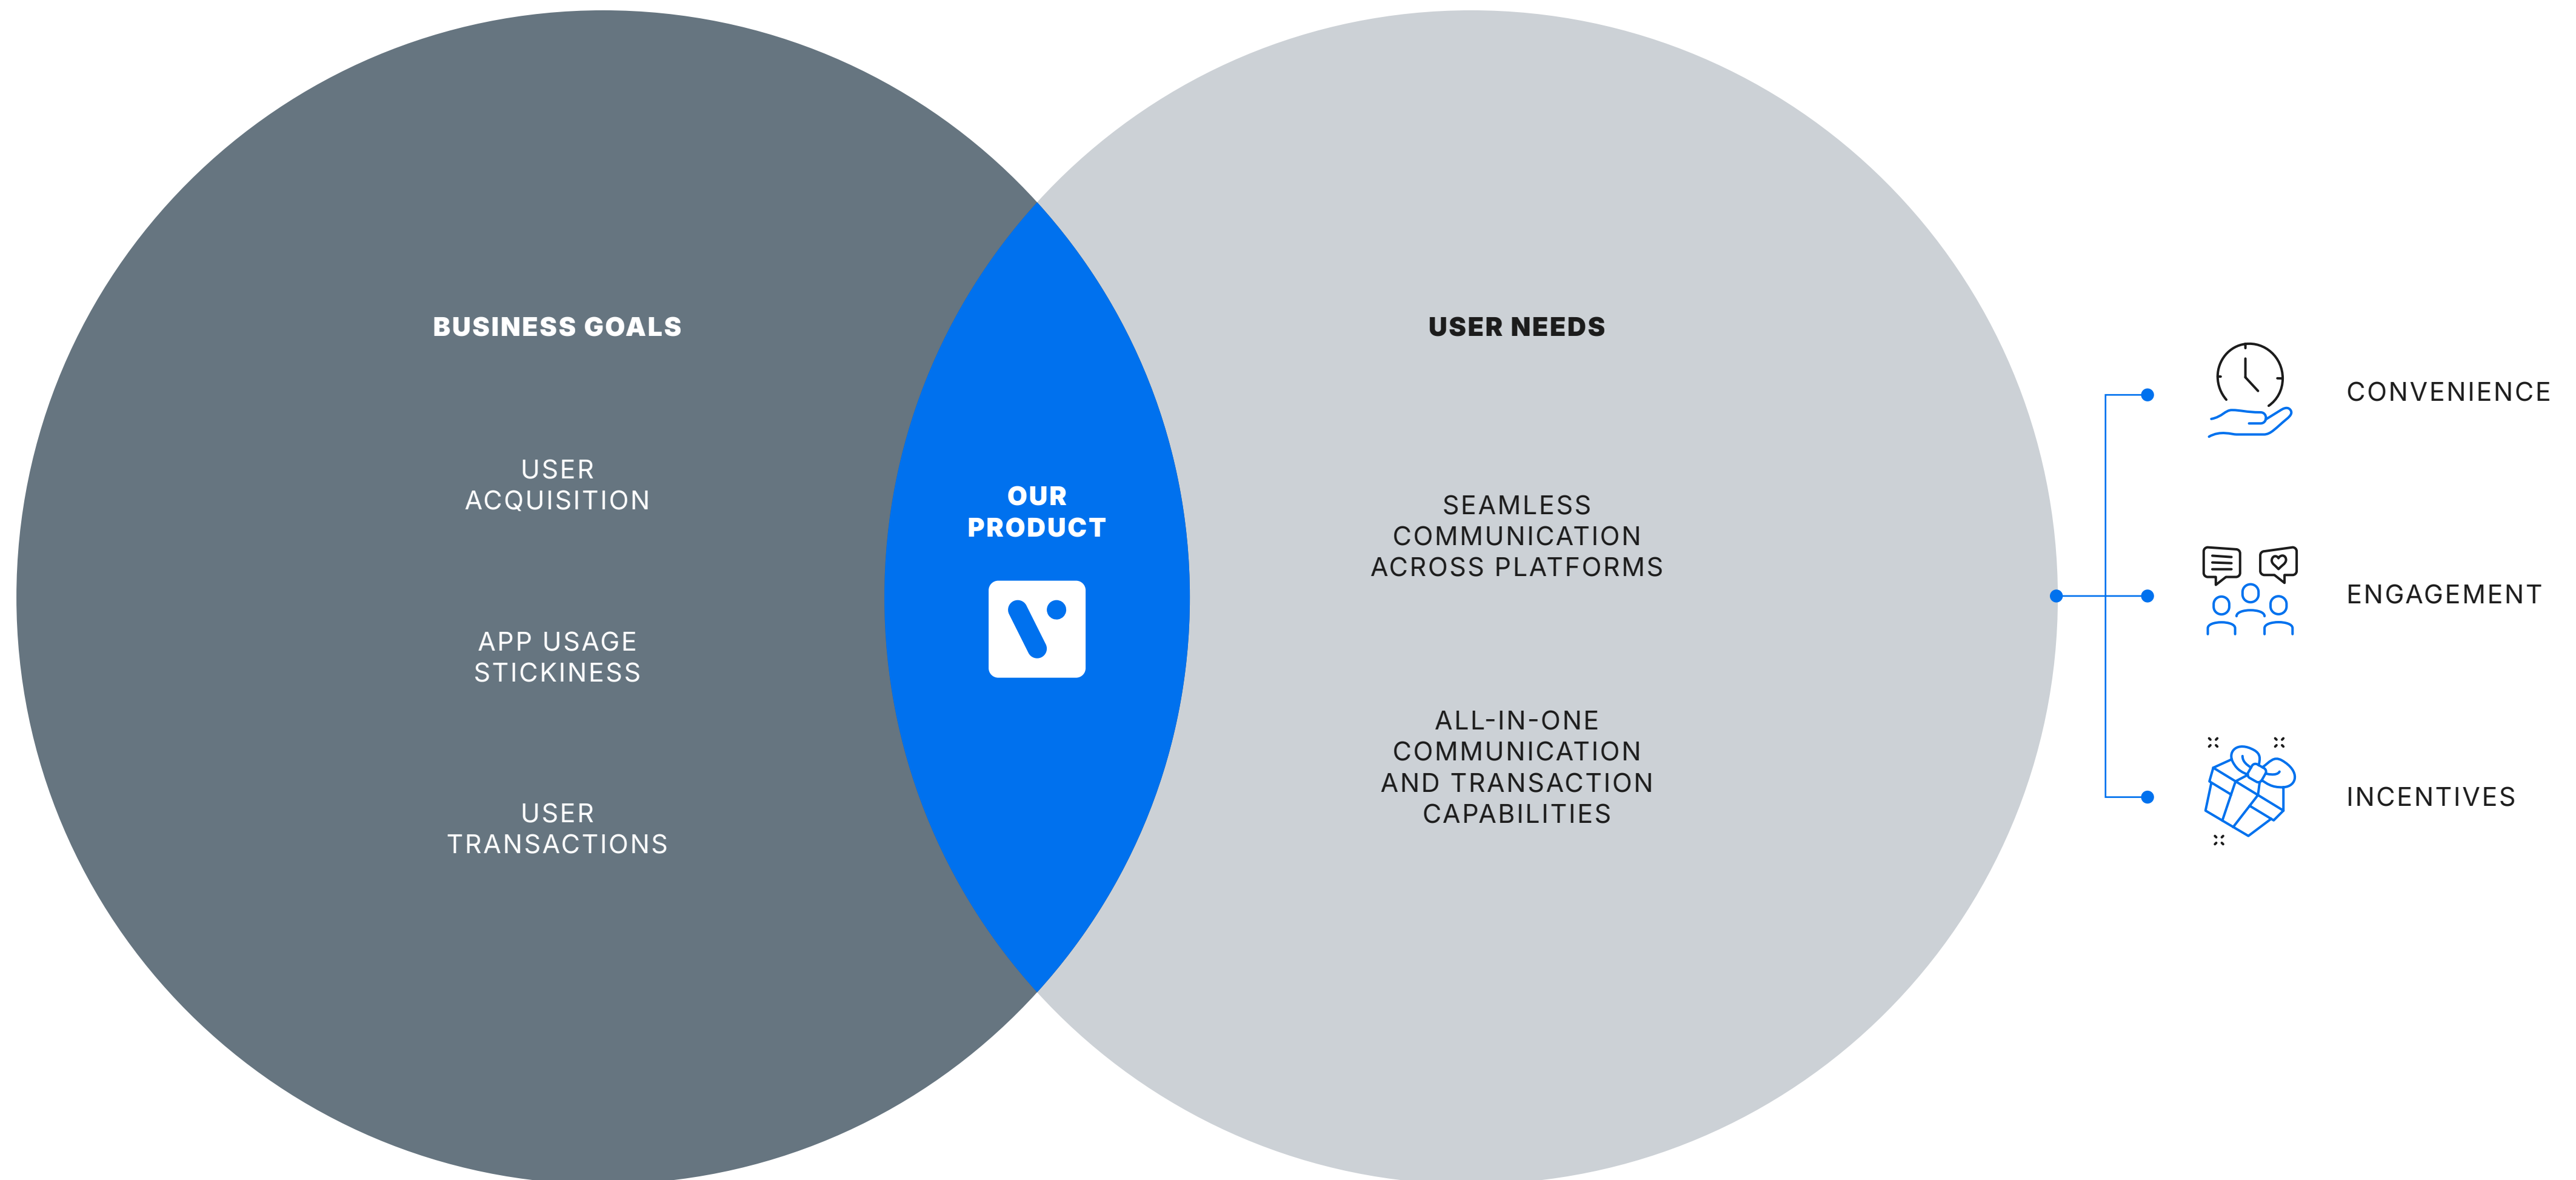 BUSINESS GOALS
USER
ACQUISITION
APP USAGE
STICKINESS
USER
TRANSACTIONS
OUR
PRODUCT
USER NEEDS
SEAMLESS
COMMUNICATION
ACROSS PLATFORMS
ALL-IN-ONE
COMMUNICATION
AND TRANSACTION
CAPABILITIES
CONVENIENCE
ENGAGEMENT
INCENTIVES